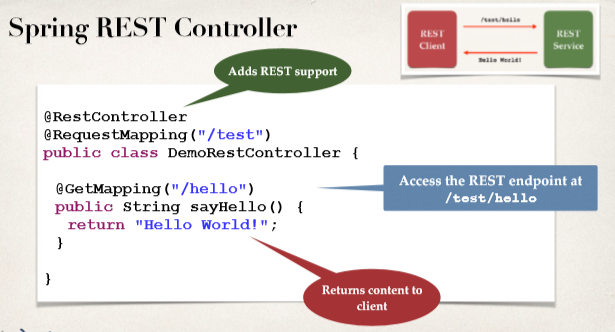 Spring REST Controller
/test/hello
REST
Client
REST
Service
Hello World!
Adds REST support
@RestController
@RequestMapping("/test")
public class DemoRestController {
@GetMapping("/hello")
public String sayHello() {
return "Hello World!";
}
}
Access the REST endpoint at
/test/hello
Returns content to
client